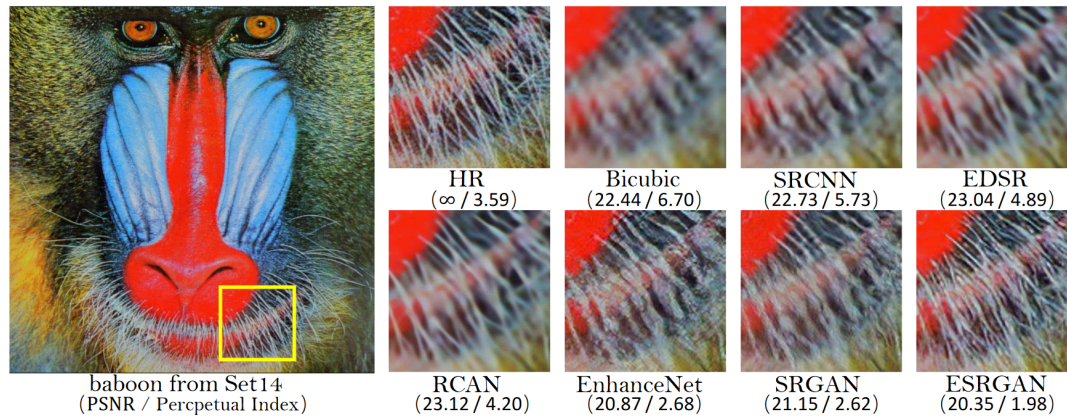 baboon from Set14
(PSNR / Percpetual Index)
HR
(∞ / 3.59)
Bicubic
(22.44 / 6.70)
SRCNN
(22.73 / 5.73)
EDSR
(23.04 / 4.89)
RCAN
(23.12 / 4.20)
EnhanceNet
(20.87 / 2.68)
SRGAN
(21.15 / 2.62)
ESRGAN
(20.35 / 1.98)